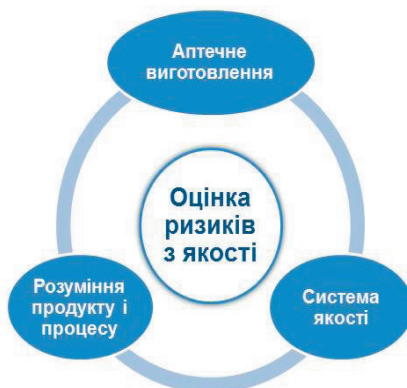 Аптечне
виготовлення
Оцінка
ризиків
з якості
Розуміння
продукту і
процесу
Система
якості